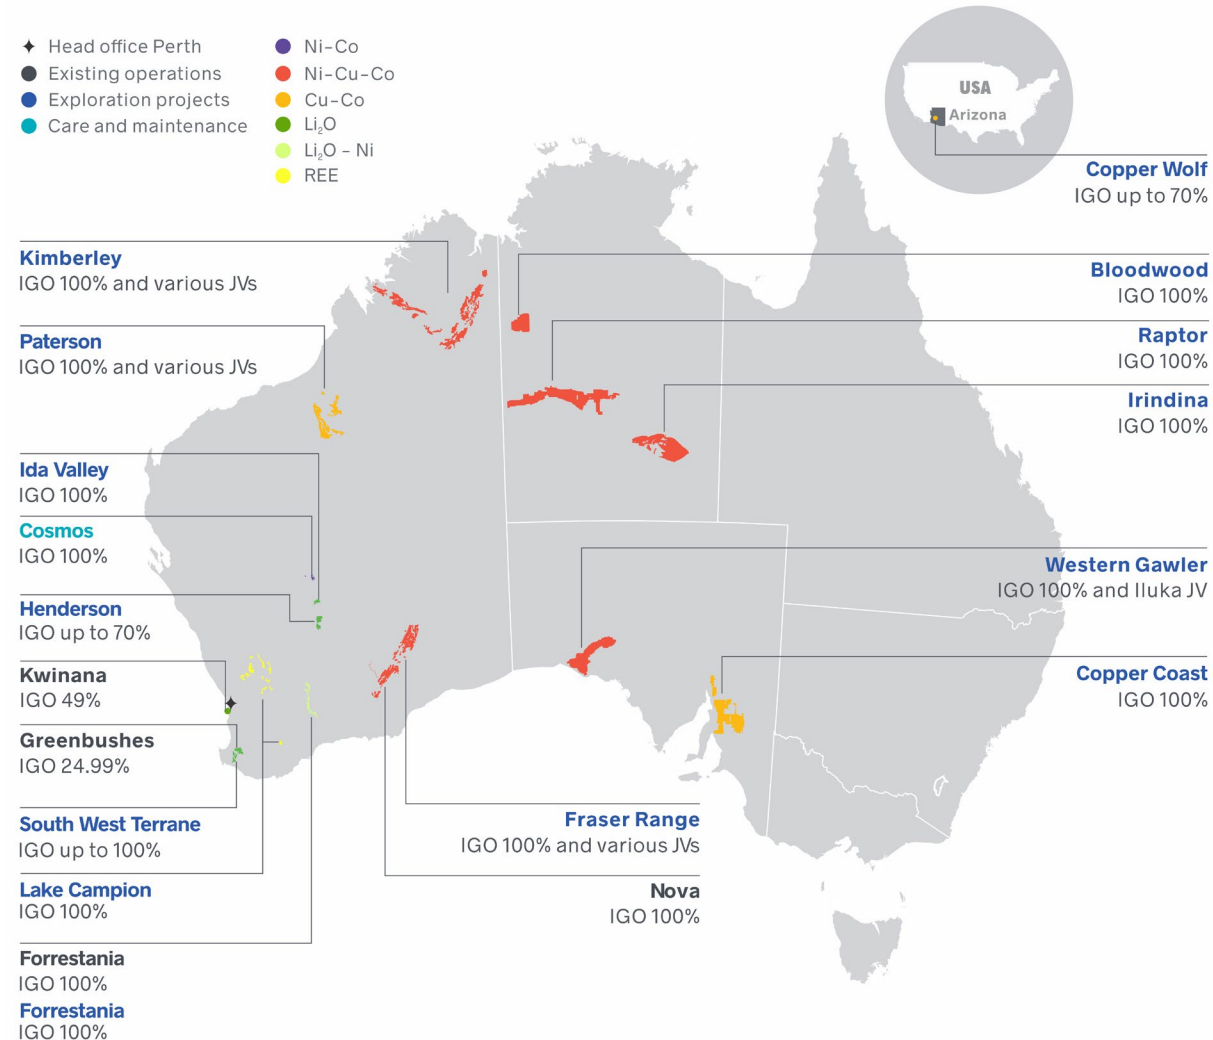 Head office Perth
Existing operations
Exploration projects
Care and maintenance
Ni-Co
Ni-Cu-Co
Cu-Co
Li₂O
Li₂O - Ni
REE
USA
Arizona
Copper Wolf
IGO up to 70%
Kimberley
IGO 100% and various JVs
Paterson
IGO 100% and various JVs
Ida Valley
IGO 100%
Cosmos
IGO 100%
Henderson
IGO up to 70%
Kwinana
IGO 49%
Greenbushes
IGO 24.99%
South West Terrane
IGO up to 100%
Lake Campion
IGO 100%
Forrestania
IGO 100%
Forrestania
IGO 100%
Bloodwood
IGO 100%
Raptor
IGO 100%
Irindina
IGO 100%
Western Gawler
IGO 100% and Iluka JV
Copper Coast
IGO 100%
Fraser Range
IGO 100% and various JVs
Nova
IGO 100%